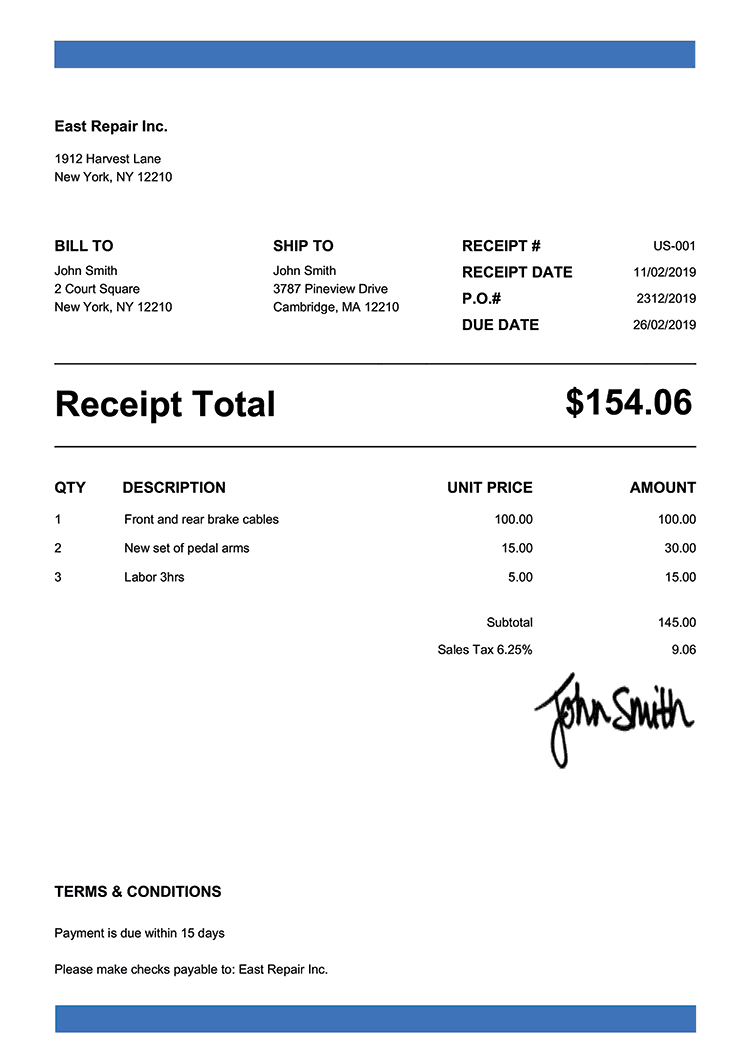 East Repair Inc.
1912 Harvest Lane
New York, NY 12210
BILL TO
John Smith
2 Court Square
New York, NY 12210
SHIP TO
John Smith
3787 Pineview Drive
Cambridge, MA 12210
RECEIPT # US-001
RECEIPT DATE 11/02/2019
P.O.# 2312/2019
DUE DATE 26/02/2019
Receipt Total $154.06
QTY DESCRIPTION UNIT PRICE AMOUNT
1 Front and rear brake cables 100.00 100.00
2 New set of pedal arms 15.00 30.00
3 Labor 3hrs 5.00 15.00
Subtotal 145.00
Sales Tax 6.25% 9.06
John Smith
TERMS & CONDITIONS
Payment is due within 15 days
Please make checks payable to: East Repair Inc.